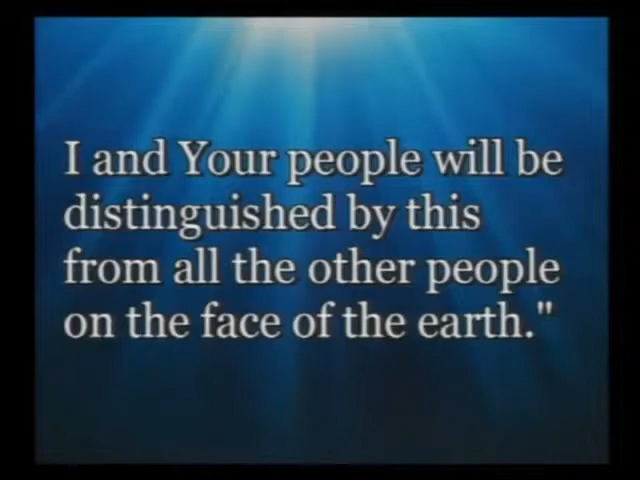 I and Your people will be
distinguished by this
from all the other people
on the face of the earth."